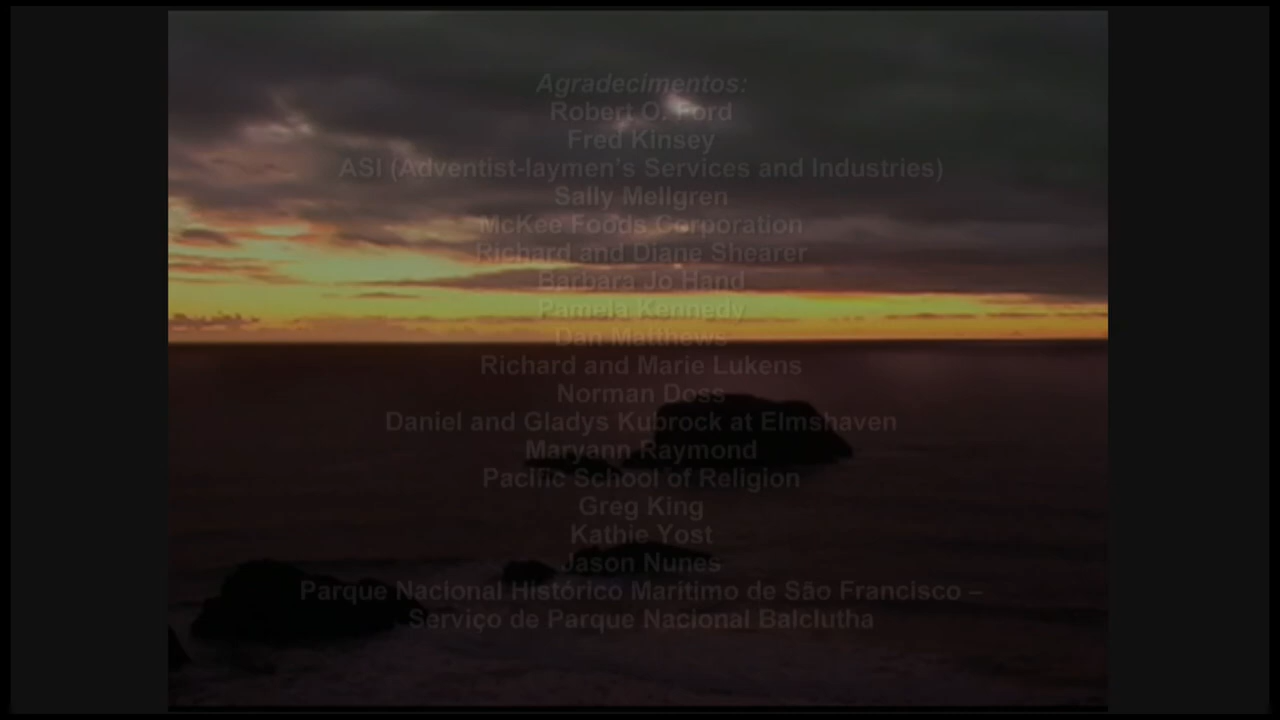 Agradecimentos:
Robert O. Ford
Fred Kinsey
ASI (Adventist-laymen's Services and Industries)
Sally Mellgren
McKee Foods Corporation
Richard and Diane Shearer
Barbara Jo Hand
Pamela Kennedy
Dan Matthews
Richard and Marie Lukens
Norman Doss
Daniel and Gladys Kubrock at Elmshaven
Maryann Raymond
Pacific School of Religion
Greg King
Kathie Yost
Jason Nunes
Parque Nacional Histórico Marítimo de São Francisco –
Serviço de Parque Nacional Balclutha